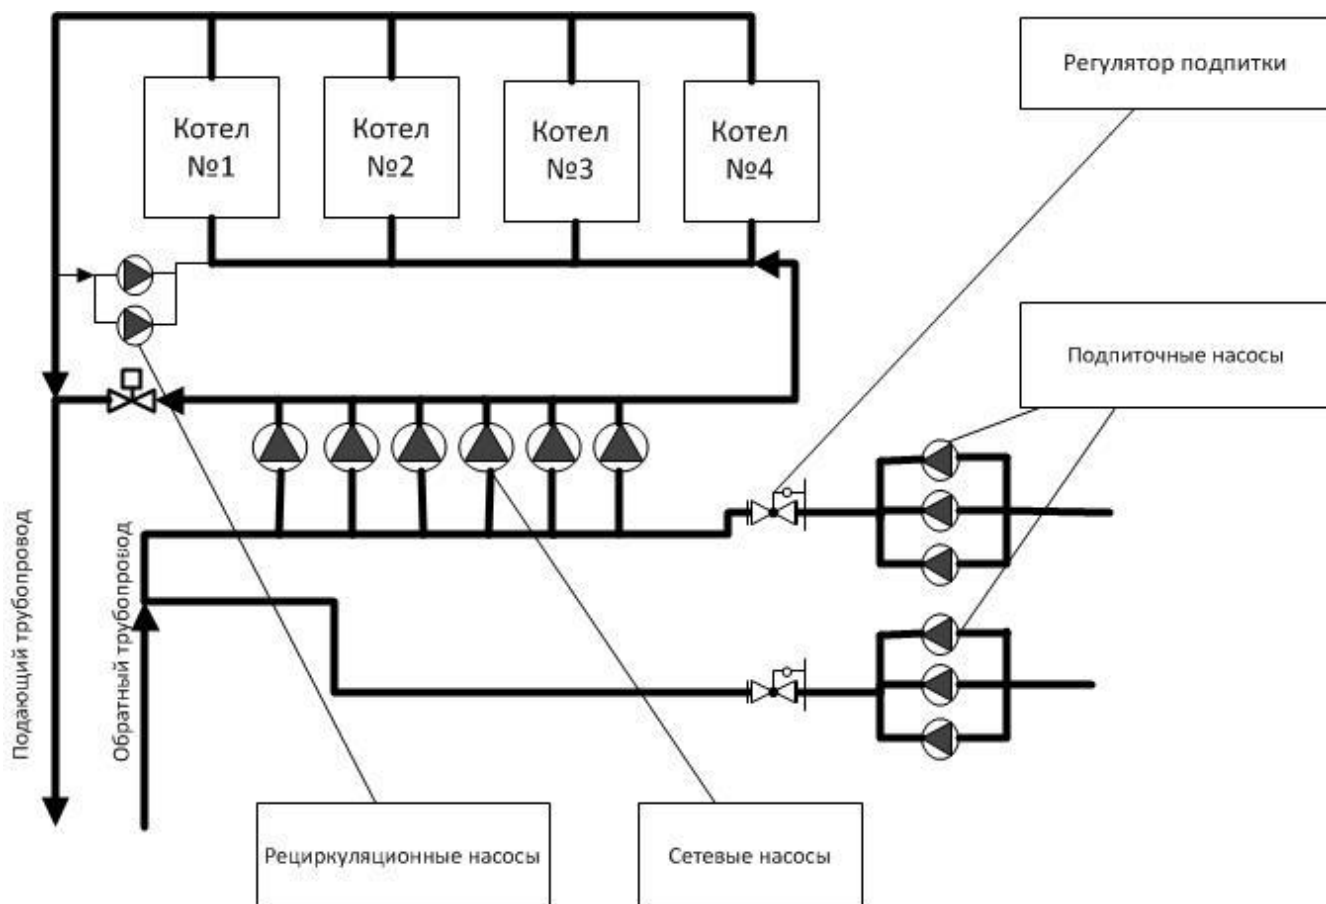 Котел
№1
Котел
№2
Котел
№3
Котел
№4
Регулятор подпитки
Подпиточные насосы
Подающий трубопровод
Обратный трубопровод
Рециркуляционные насосы
Сетевые насосы